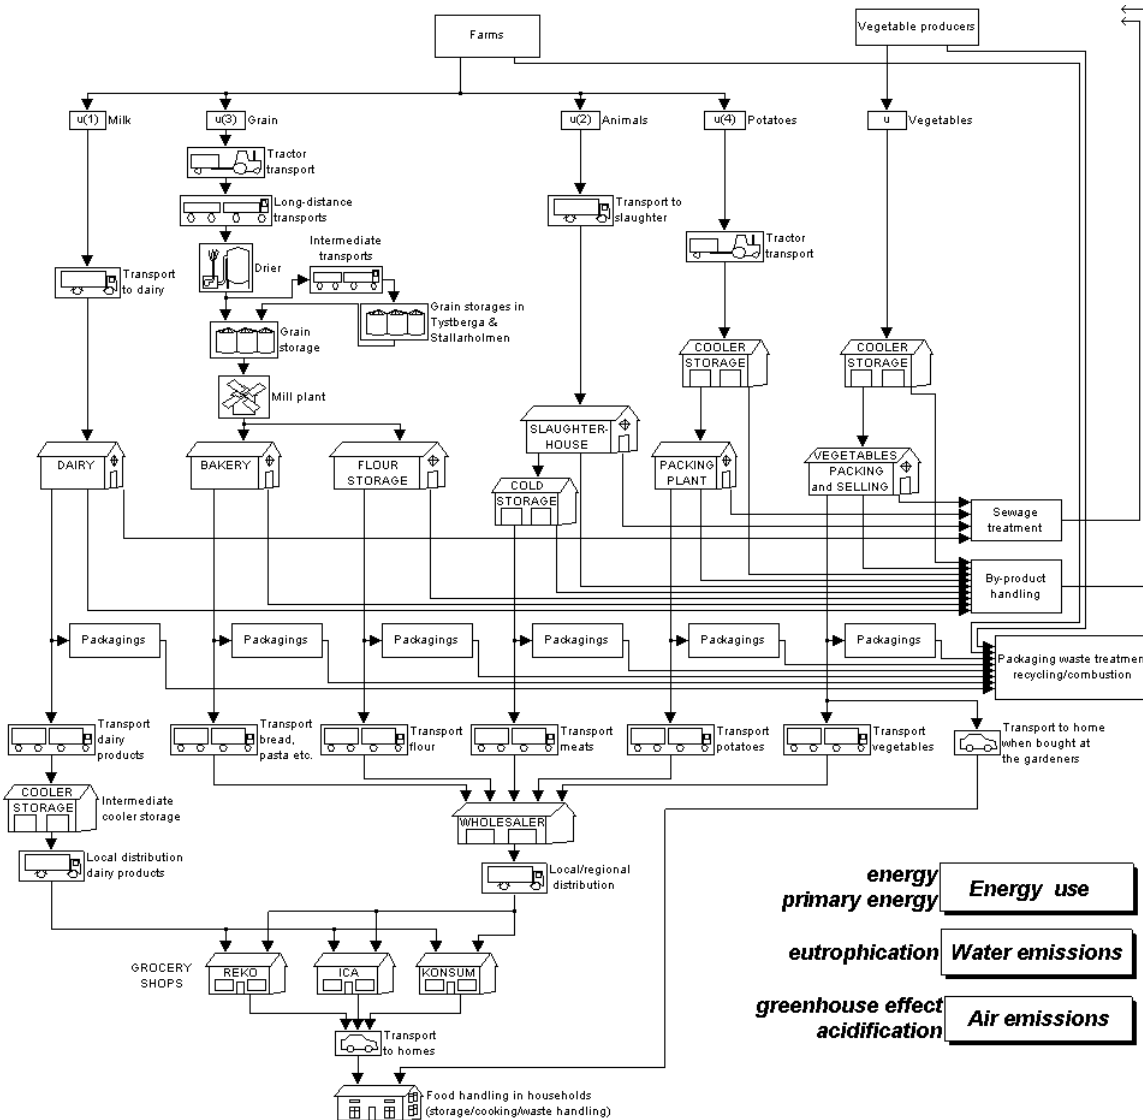 Farms
Vegetable producers
u(1) Milk
u(3) Grain
u(2) Animals
u(4) Potatoes
u Vegetables
Tractor
transport
Long-distance
transports
Transport to
slaughter
Tractor
transport
Intermediate
transports
Drier
Transport
to dairy
Grain storages in
Tystberga &
Stallarholmen
Grain
storage
COOLER
STORAGE
COOLER
STORAGE
Mill plant
SLAUGHTER-
HOUSE
DAIRY
BAKERY
FLOUR
STORAGE
COLD
STORAGE
PACKING
PLANT
VEGETABLES
PACKING
and SELLING
Sewage
treatment
By-product
handling
Packagings
Packagings
Packagings
Packagings
Packagings
Packagings
Packaging waste treatmen
recycling/combustion
Transport
dairy
products
Transport
bread,
pasta etc.
Transport
flour
Transport
meats
Transport
potatoes
Transport
vegetables
Transport to home
when bought at
the gardeners
COOLER
STORAGE
Intermediate
cooler storage
WHOLESALER
Local distribution
dairy products
Local/regional
distribution
energy
primary energy
Energy use
eutrophication
Water emissions
greenhouse effect
acidification
Air emissions
GROCERY
SHOPS
REKO
ICA
KONSUM
Transport
to homes
Food handling in households
(storage/cooking/waste handling)